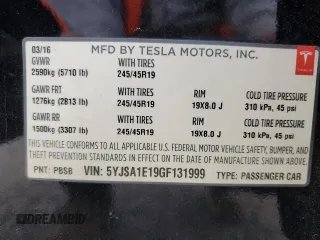 03/16 MFD BY TESLA MOTORS, INC.
GVWR WITH TIRES
2590kg (5710 lb) 245/45R19
GAWR FRT WITH TIRES RIM COLD TIRE PRESSURE
1276kg (2813 lb) 245/45R19 19X8.0 J 310 kPa, 45 psi
GAWR RR WITH TIRES RIM COLD TIRE PRESSURE
1500kg (3307 lb) 245/45R19 19X8.0 J 310 kPa, 45 psi
THIS VEHICLE CONFORMS TO ALL APPLICABLE
U.S. FEDERAL MOTOR VEHICLE SAFETY, BUMPER, AND
THEFT PREVENTION STANDARDS IN EFFECT ON THE DATE OF MANUFACTURE SHOWN ABOVE.
PNT: PBSB VIN: 5YJSA1E19GF131999 TYPE: PASSENGER CAR
TESLA
IDREAMBID